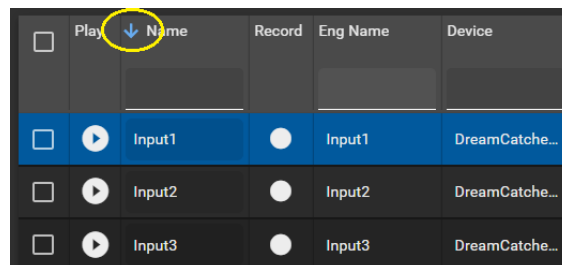 Play Name Record Eng Name Device
Input1 Input1 DreamCatche...
Input2 Input2 DreamCatche...
Input3 Input3 DreamCatche...